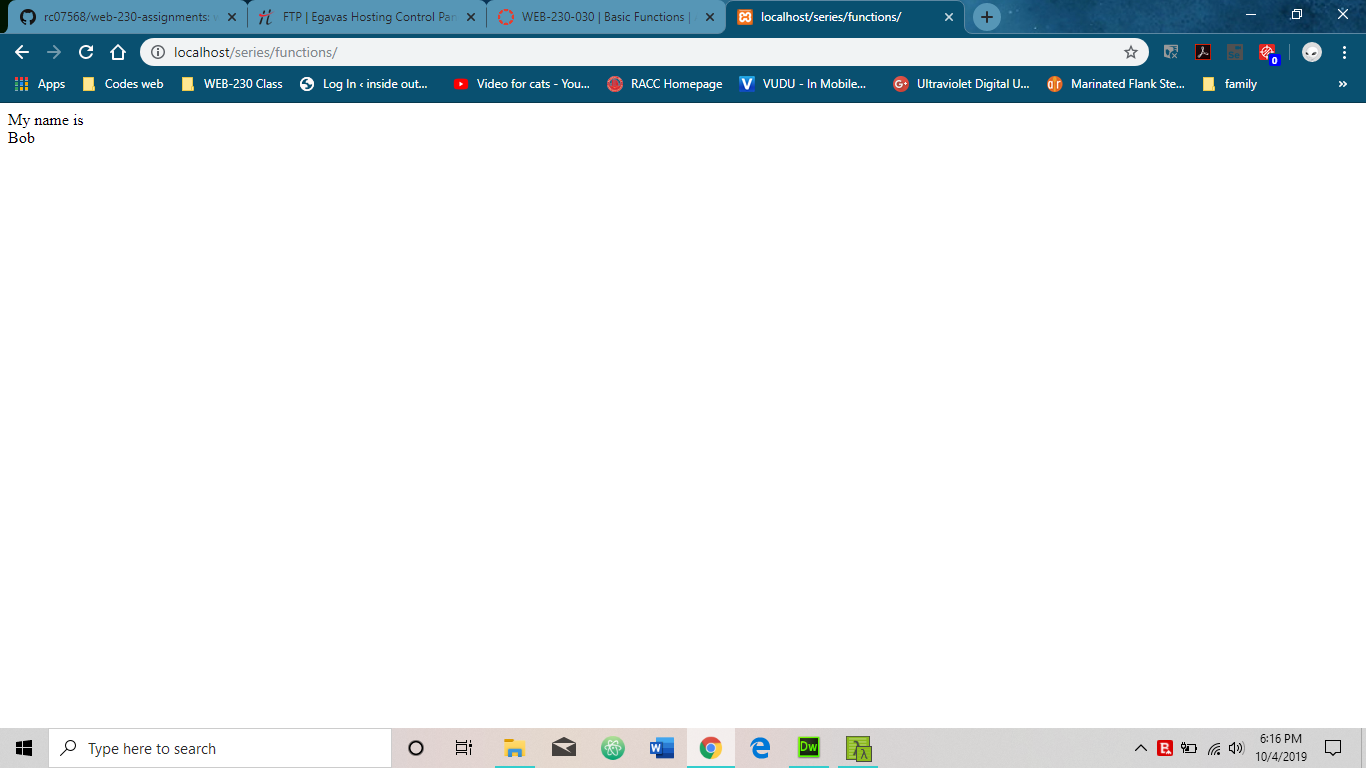 rc07568/web-230-assignments: w
FTP | Egavas Hosting Control Pan
WEB-230-030 | Basic Functions |
localhost/series/functions/
localhost/series/functions/
Apps
Codes web
WEB-230 Class
Log In ‹ inside out...
Video for cats - You...
RACC Homepage
VUDU - In Mobile...
Ultraviolet Digital U...
Marinated Flank Ste...
family
»
0
My name is
Bob
Type here to search
6:16 PM
10/4/2019